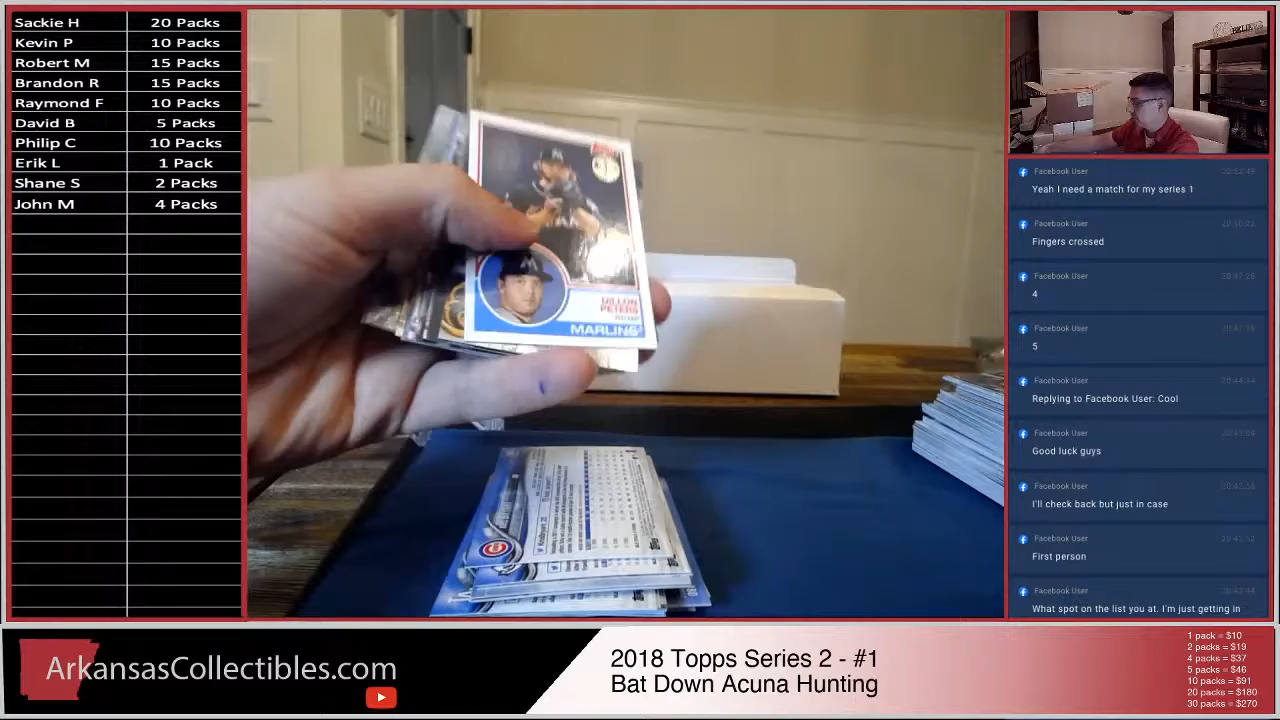 Sackie H 20 Packs
Kevin P 10 Packs
Robert M 15 Packs
Brandon R 15 Packs
Raymond F 10 Packs
David B 5 Packs
Philip C 10 Packs
Erik L 1 Pack
Shane S 2 Packs
John M 4 Packs
DILLON
PETERS
MARLINS
Facebook User
Yeah I need a match for my series 1
Facebook User
Fingers crossed
Facebook User
4
Facebook User
5
Facebook User
Replying to Facebook User: Cool
Facebook User
Good luck guys
Facebook User
I'll check back but just in case
Facebook User
First person
Facebook User
What spot on the list you at. I'm just getting in
ArkansasCollectibles.com
2018 Topps Series 2 - #1
Bat Down Acuna Hunting
1 pack = $10
2 packs = $19
4 packs = $37
5 packs = $46
10 packs = $91
20 packs = $180
30 packs = $270